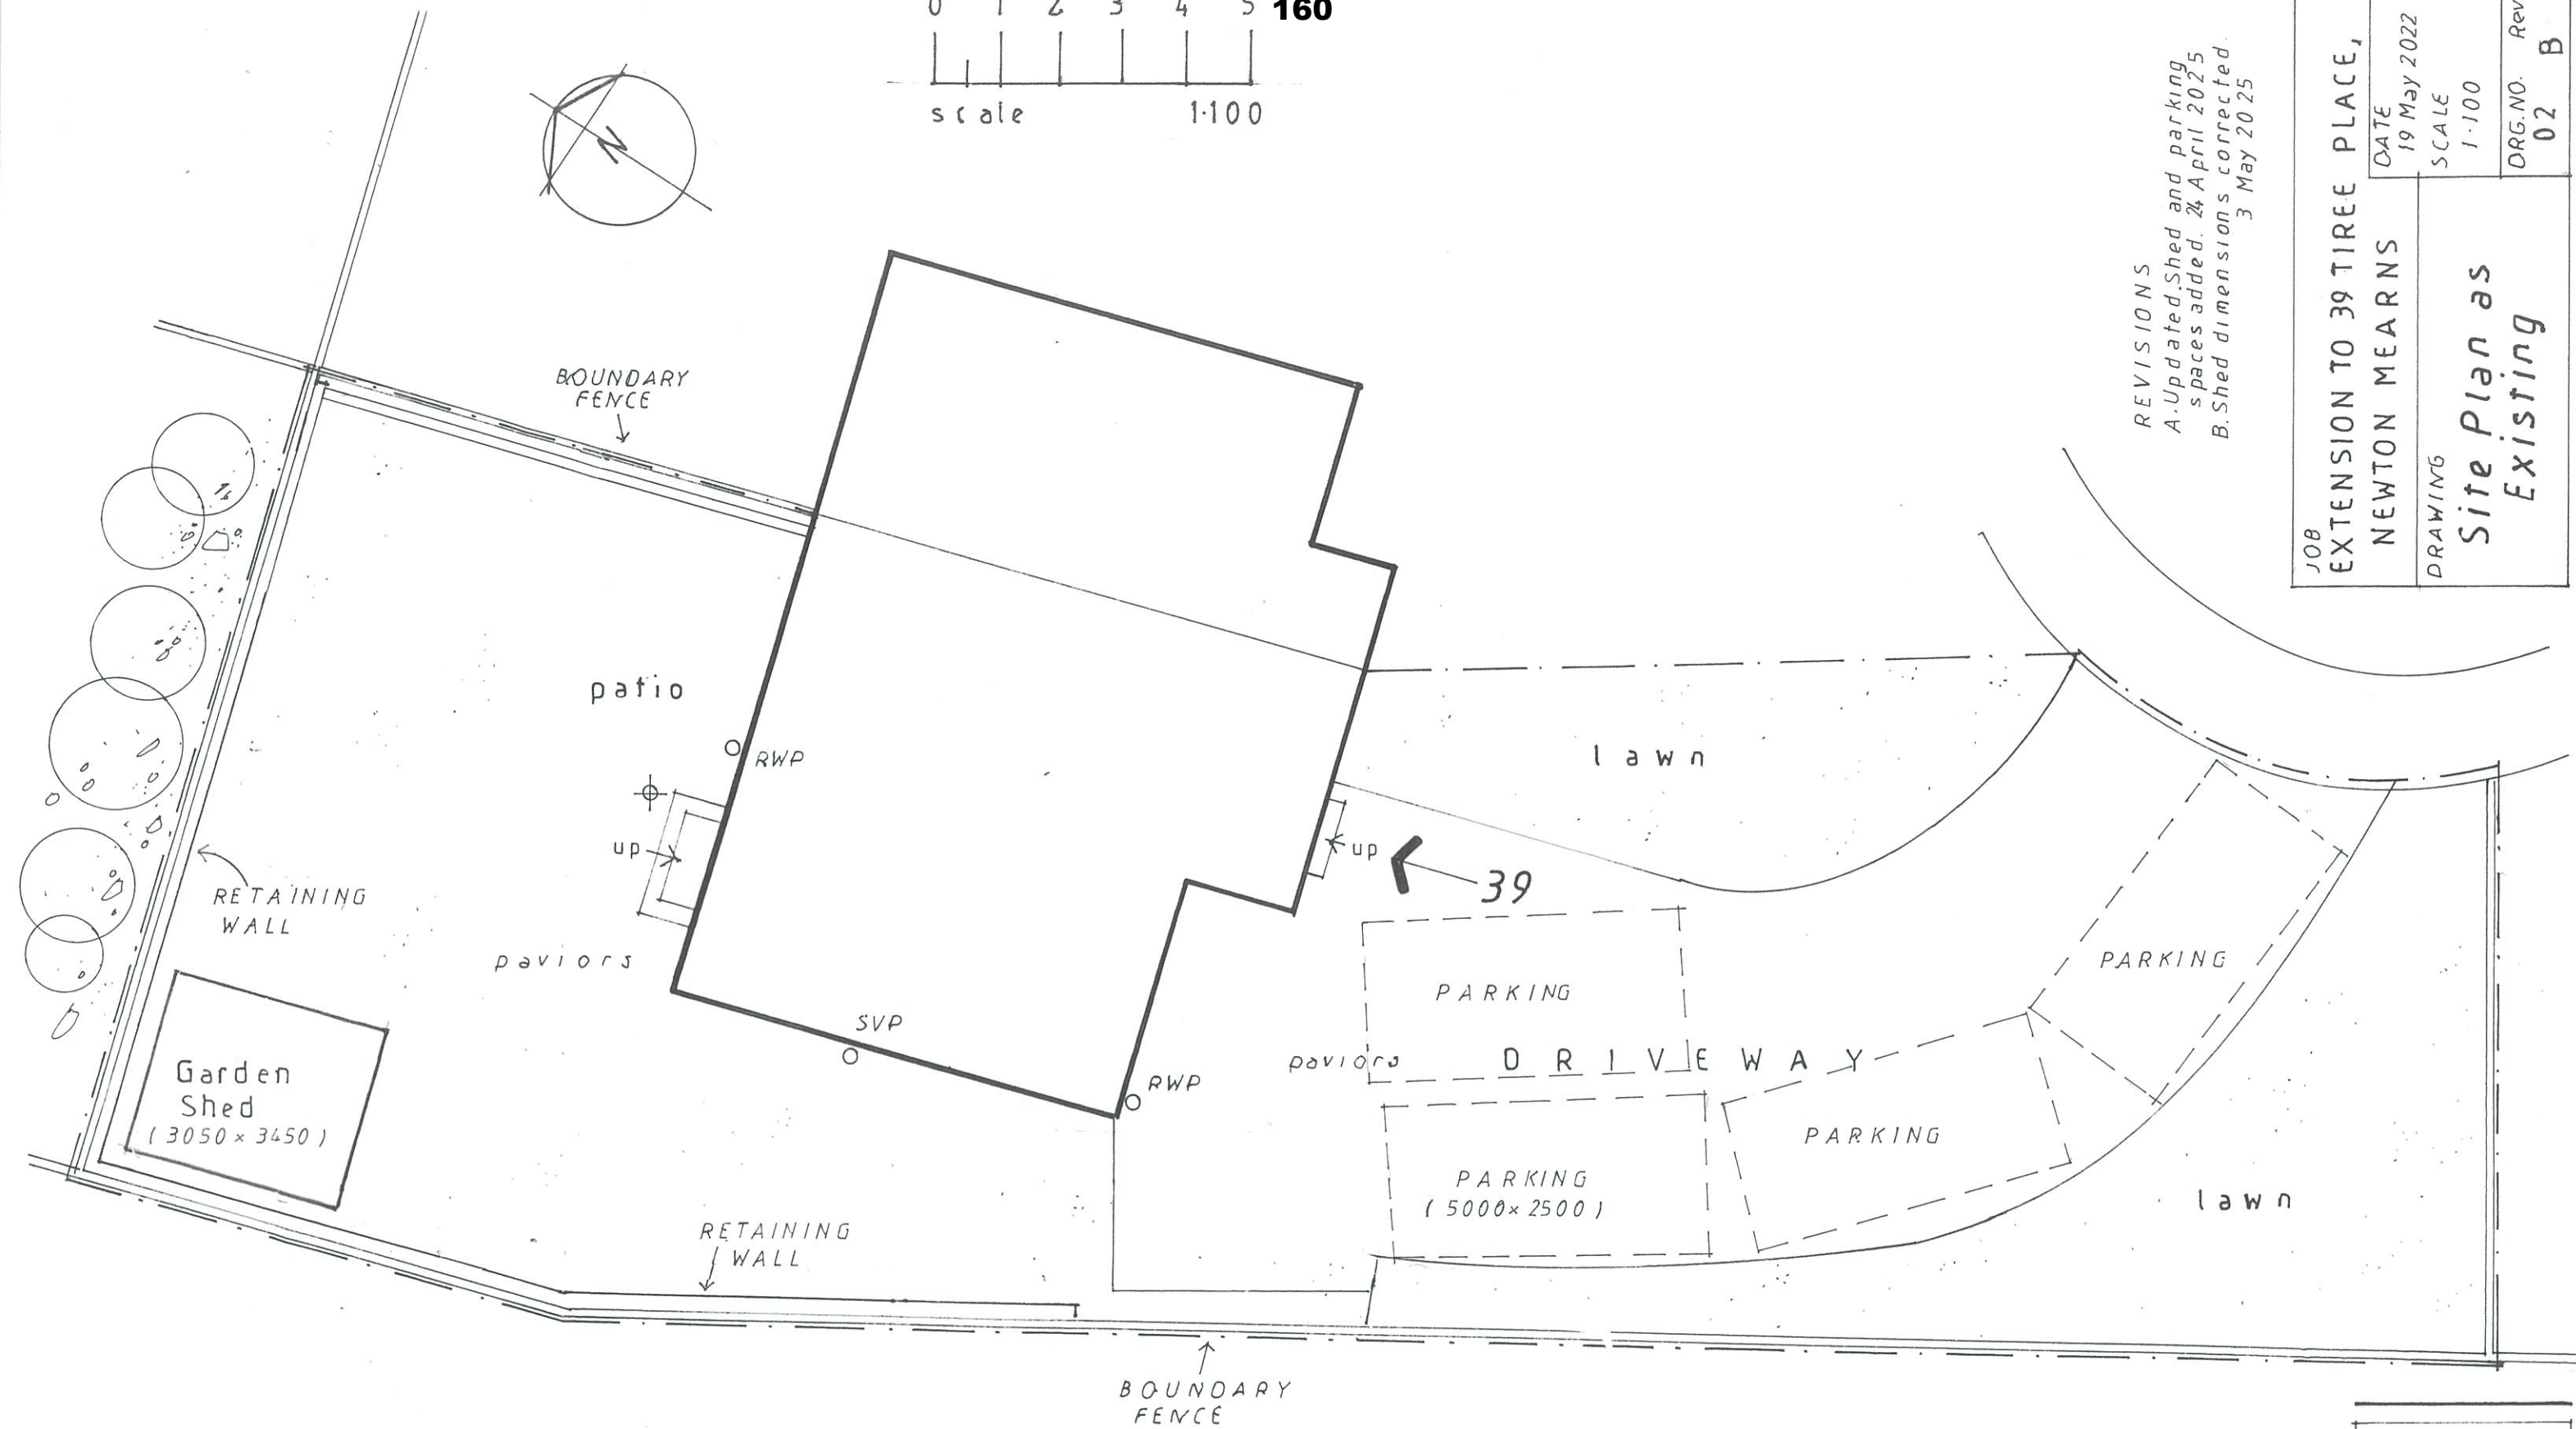 0 1 2 3 4 5 160
scale 1:100
N
BOUNDARY
FENCE
patio
RWP
up
up
39
lawn
RETAINING
WALL
paviors
Garden
Shed
(3050 × 3450)
SVP
RWP
PARKING
paviors
DRIVEWAY
PARKING
(5000 × 2500)
PARKING
PARKING
lawn
RETAINING
WALL
BOUNDARY
FENCE
REVISIONS
A.Updated.Shed and parking
spaces added. 24 April 2025
B.Shed dimensions corrected.
3 May 2025
JOB
EXTENSION TO 39 TIREE PLACE,
NEWTON MEARNS
DRAWING
Site Plan as
Existing
DATE
19 May 2022
SCALE
1:100
DRG.NO. Rev
02 B